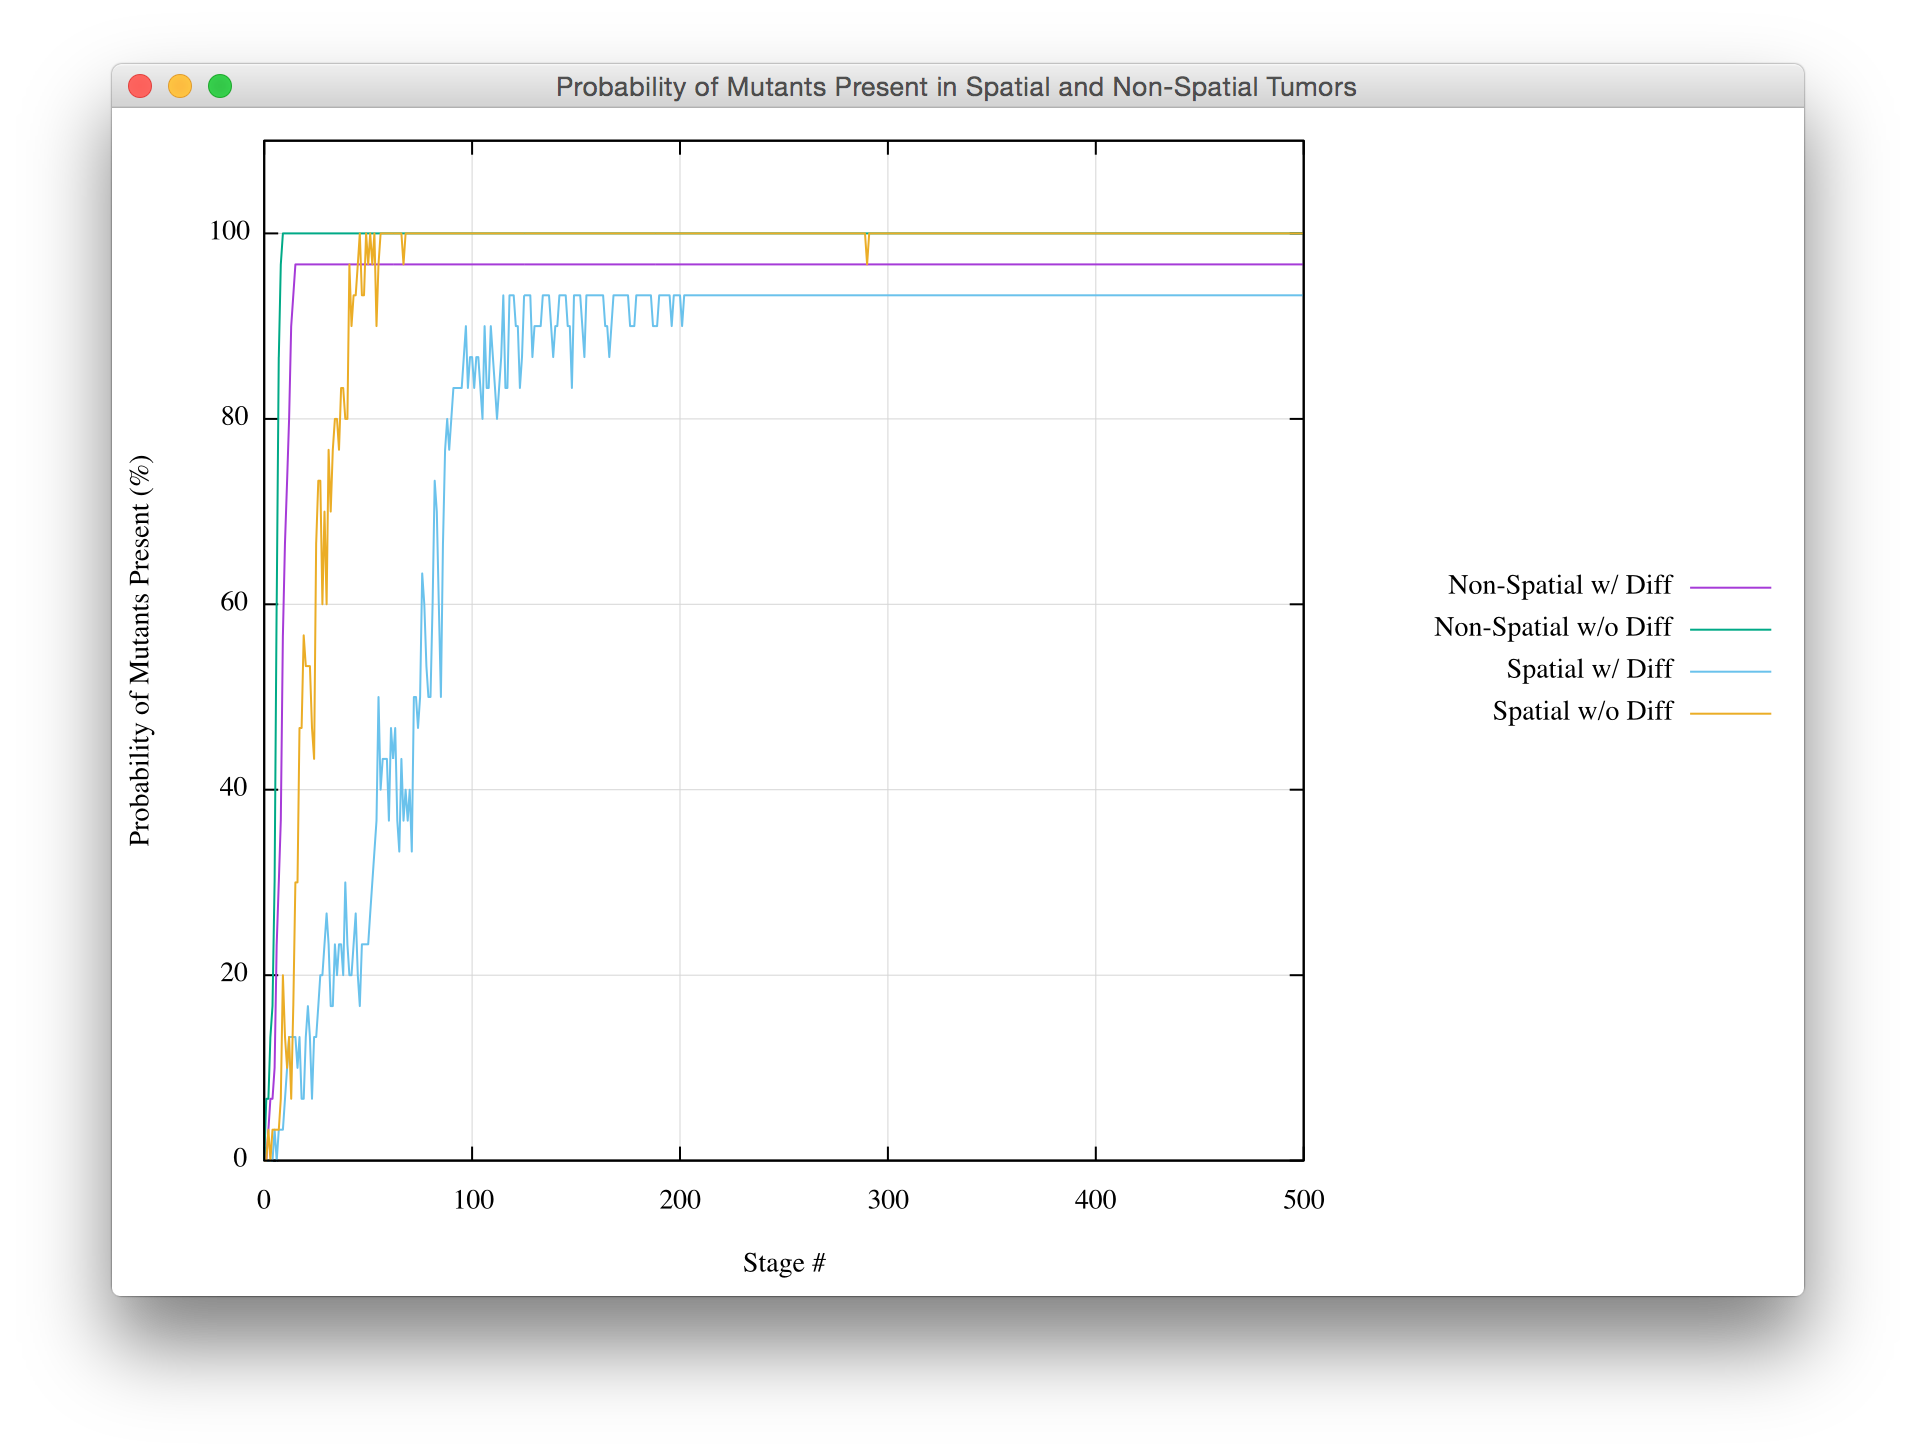 Probability of Mutants Present in Spatial and Non-Spatial Tumors
100
80
60
40
20
0
Probability of Mutants Present (%)
0 100 200 300 400 500
Stage #
Non-Spatial w/ Diff
Non-Spatial w/o Diff
Spatial w/ Diff
Spatial w/o Diff